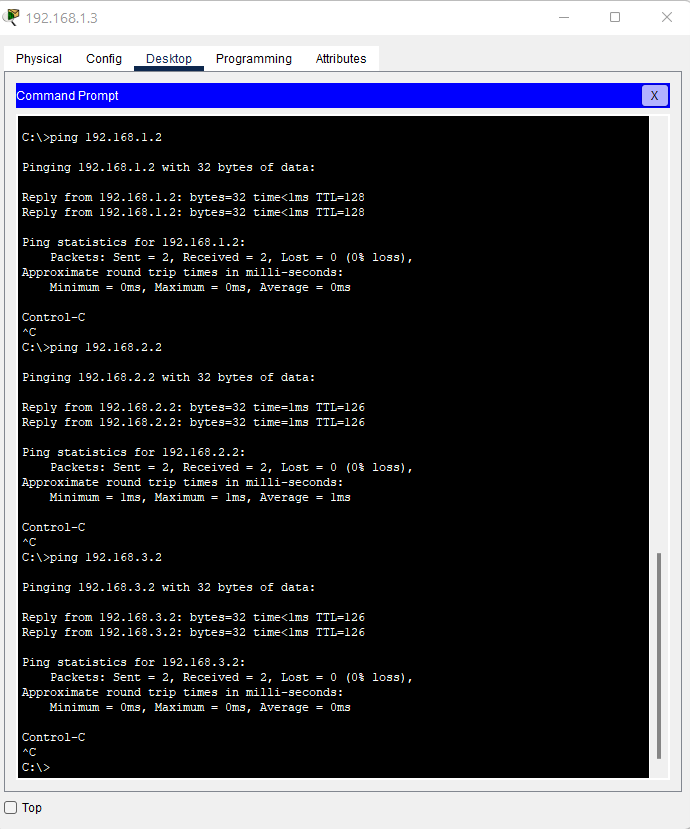 192.168.1.3
Physical Config Desktop Programming Attributes
Command Prompt X
C:\>ping 192.168.1.2
Pinging 192.168.1.2 with 32 bytes of data:
Reply from 192.168.1.2: bytes=32 time<1ms TTL=128
Reply from 192.168.1.2: bytes=32 time<1ms TTL=128
Ping statistics for 192.168.1.2:
Packets: Sent = 2, Received = 2, Lost = 0 (0% loss),
Approximate round trip times in milli-seconds:
Minimum = 0ms, Maximum = 0ms, Average = 0ms
Control-C
^C
C:\>ping 192.168.2.2
Pinging 192.168.2.2 with 32 bytes of data:
Reply from 192.168.2.2: bytes=32 time=1ms TTL=126
Reply from 192.168.2.2: bytes=32 time=1ms TTL=126
Ping statistics for 192.168.2.2:
Packets: Sent = 2, Received = 2, Lost = 0 (0% loss),
Approximate round trip times in milli-seconds:
Minimum = 1ms, Maximum = 1ms, Average = 1ms
Control-C
^C
C:\>ping 192.168.3.2
Pinging 192.168.3.2 with 32 bytes of data:
Reply from 192.168.3.2: bytes=32 time<1ms TTL=126
Reply from 192.168.3.2: bytes=32 time<1ms TTL=126
Ping statistics for 192.168.3.2:
Packets: Sent = 2, Received = 2, Lost = 0 (0% loss),
Approximate round trip times in milli-seconds:
Minimum = 0ms, Maximum = 0ms, Average = 0ms
Control-C
^C
C:\>
Top